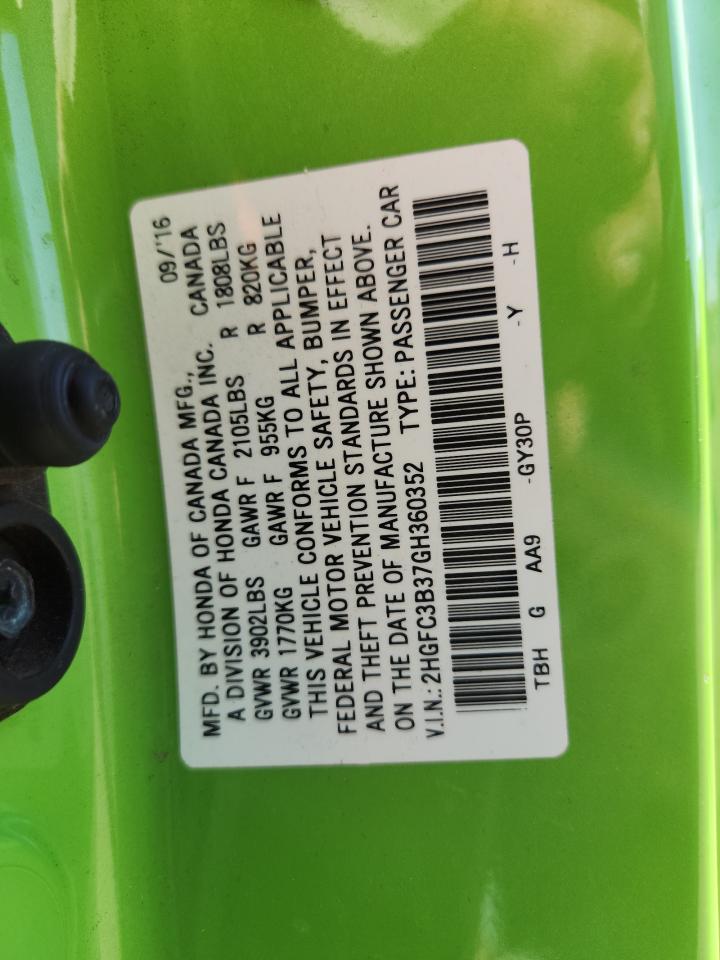 MFD. BY HONDA OF CANADA MFG., 09/'16
A DIVISION OF HONDA CANADA INC. CANADA
GVWR 3902LBS GAWR F 2105LBS R 1808LBS
GVWR 1770KG GAWR F 955KG R 820KG
THIS VEHICLE CONFORMS TO ALL APPLICABLE
FEDERAL MOTOR VEHICLE SAFETY, BUMPER,
AND THEFT PREVENTION STANDARDS IN EFFECT
ON THE DATE OF MANUFACTURE SHOWN ABOVE.
V.I.N.: 2HGFC3B37GH360352 TYPE: PASSENGER CAR
TBH G AA9 -GY30P -Y -H